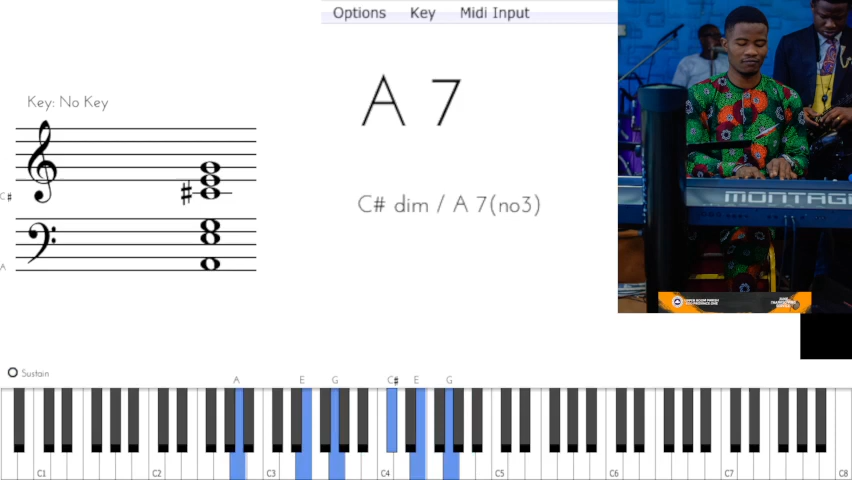 Options Key Midi Input
A 7
Key: No Key
C#
C# dim / A 7(no3)
MONTAG
A
Sustain
A E G C# E G
C1 C2 C3 C4 C5 C6 C7 C8